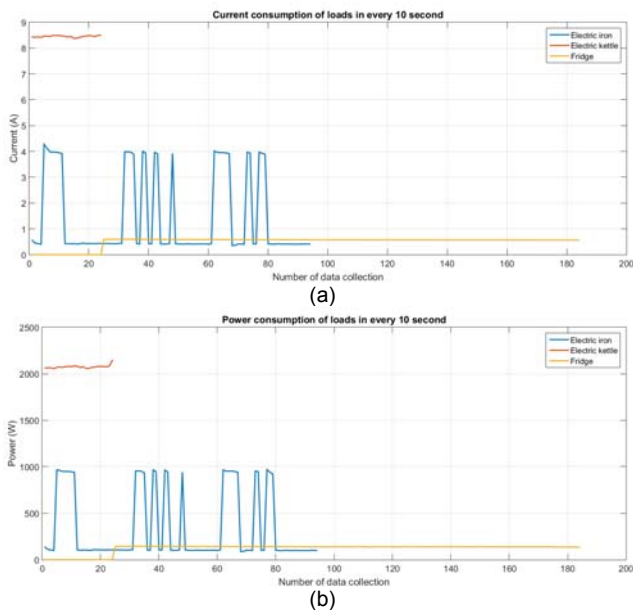 Current consumption of loads in every 10 second
Electric iron
Electric kettle
Fridge
Current (A)
9
8
7
6
5
4
3
2
1
0
0 20 40 60 80 100 120 140 160 180 200
Number of data collection
(a)
Power consumption of loads in every 10 second
Electric iron
Electric kettle
Fridge
Power (W)
2500
2000
1500
1000
500
0
0 20 40 60 80 100 120 140 160 180 200
Number of data collection
(b)